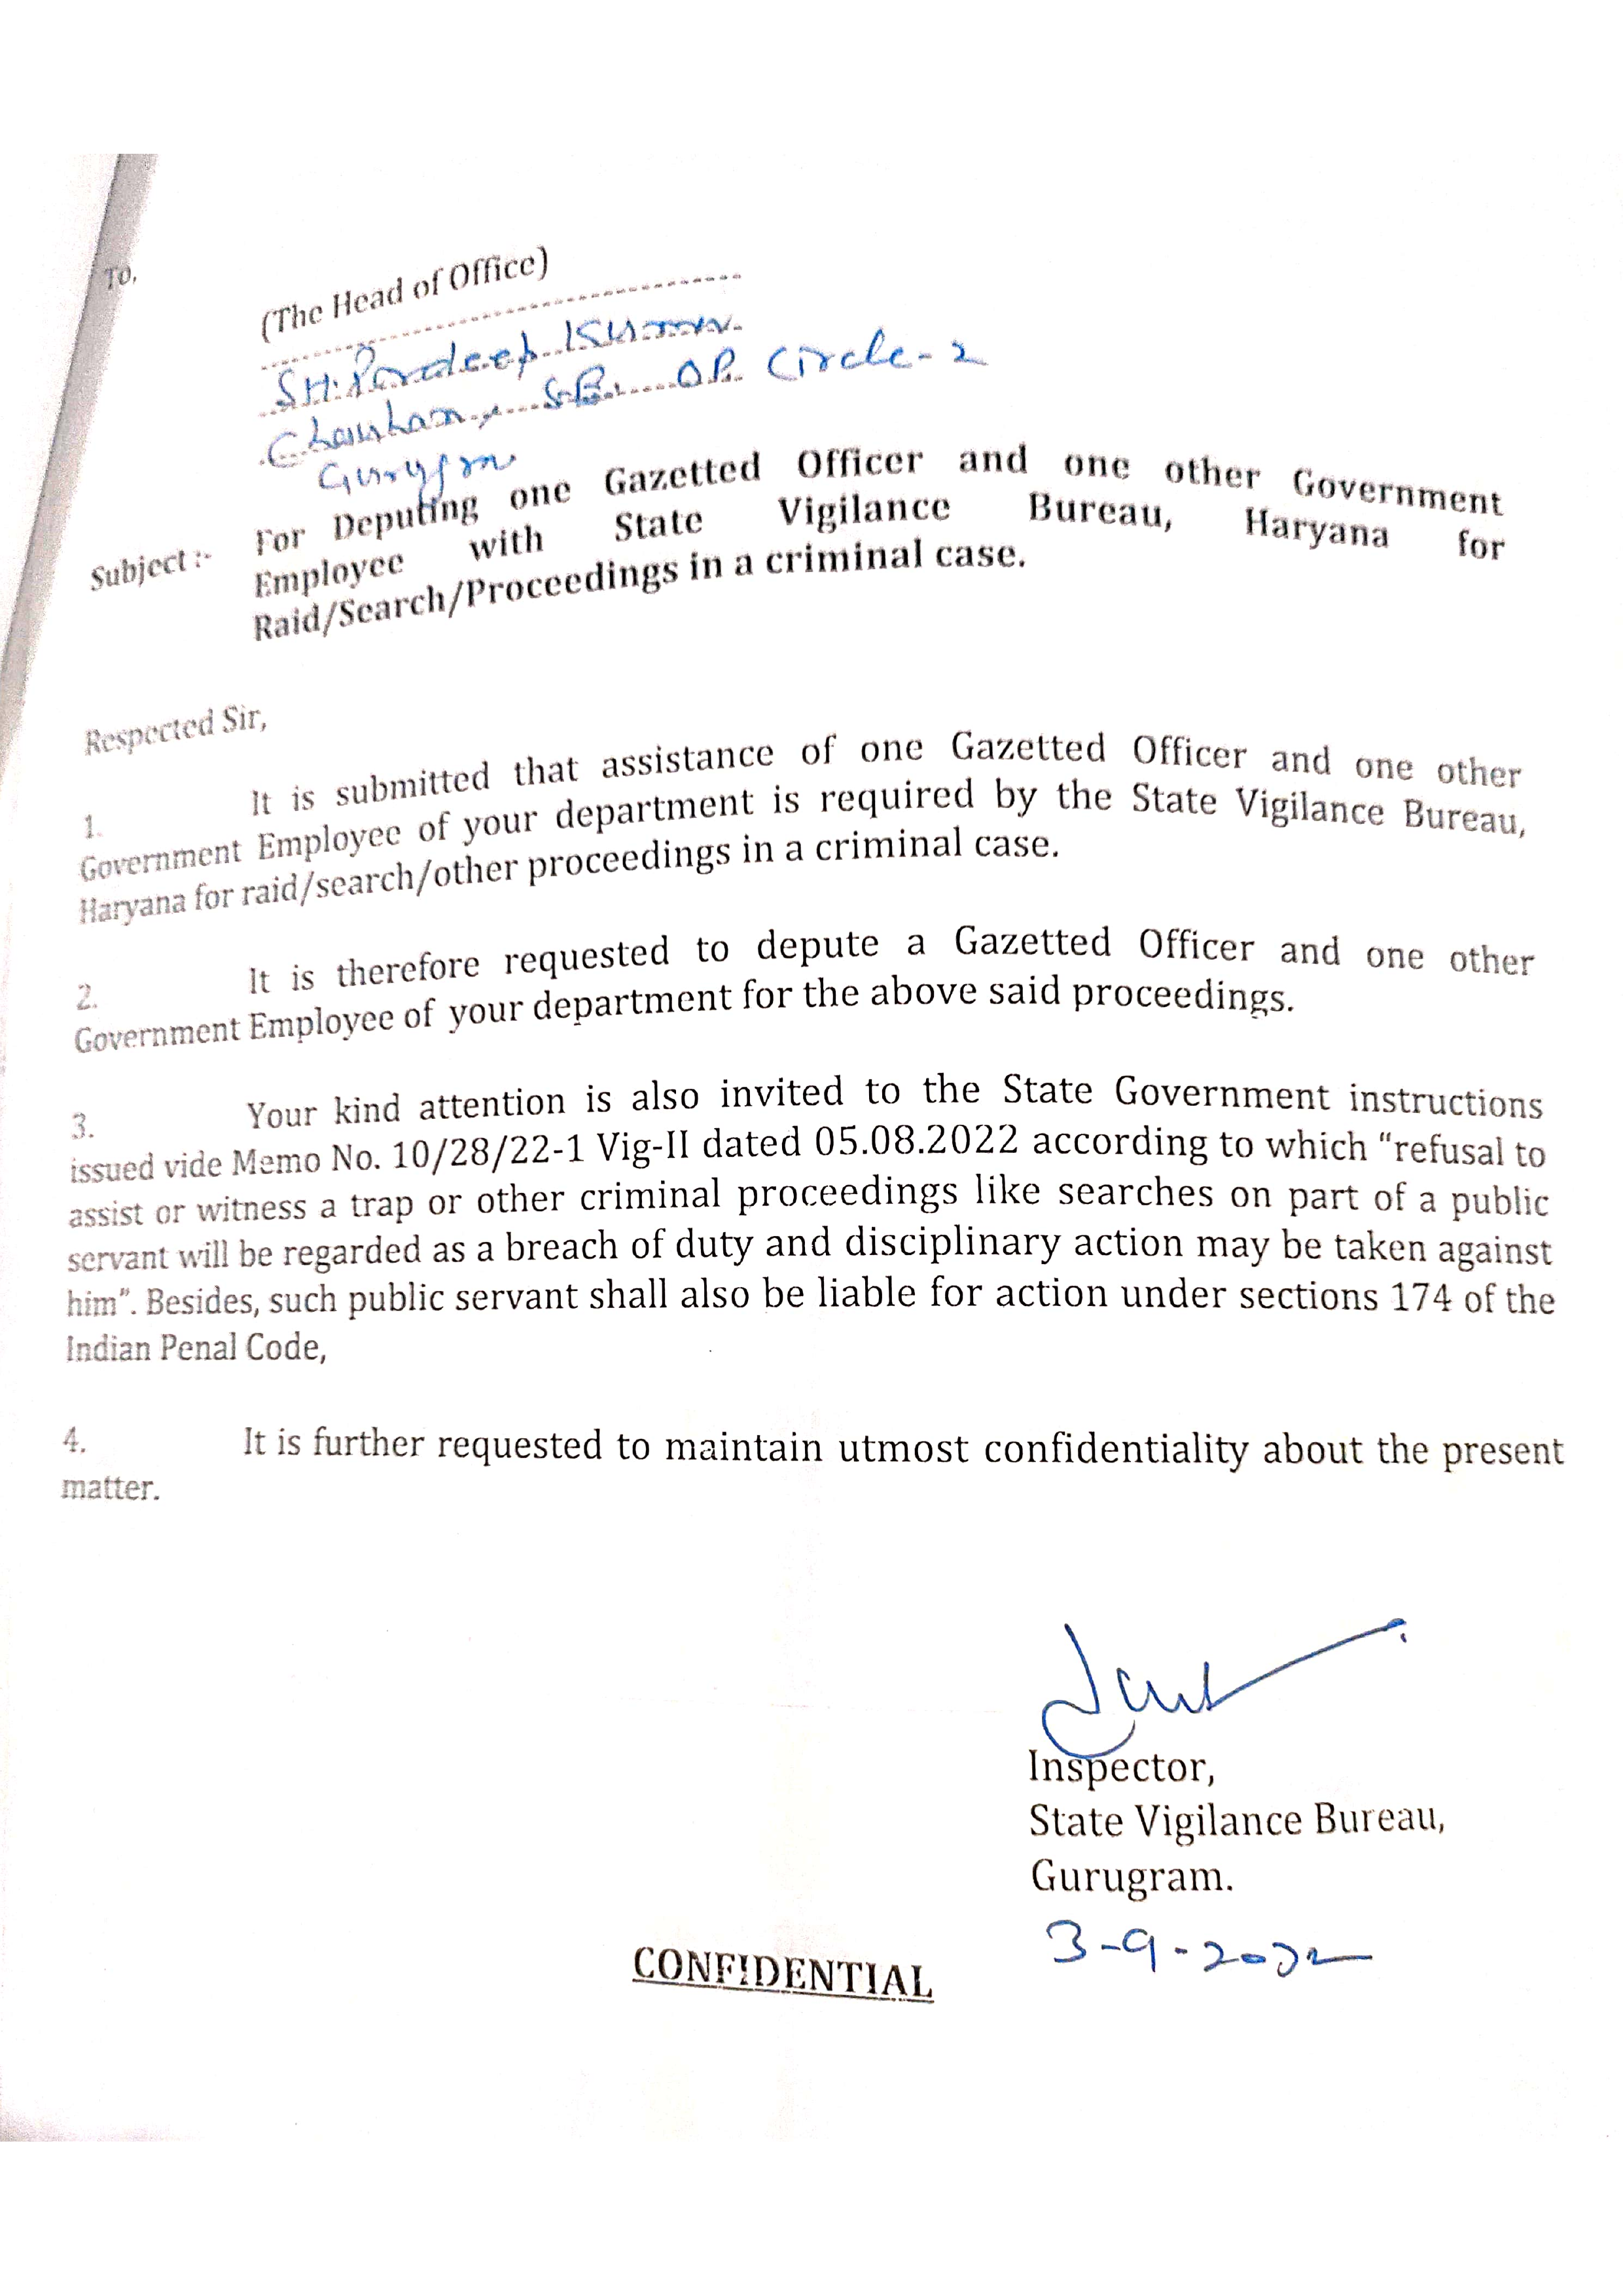 To,
(The Head of Office)
SH. Pardeep Kumar
Chauhan, S.E. OP. Circle-2
Subject :- For Deputing one Gazetted Officer and one other Government
Employee with State Vigilance Bureau, Haryana for
Raid/Search/Proceedings in a criminal case.
Respected Sir,
1. It is submitted that assistance of one Gazetted Officer and one other
Government Employee of your department is required by the State Vigilance Bureau,
Haryana for raid/search/other proceedings in a criminal case.
2. It is therefore requested to depute a Gazetted Officer and one other
Government Employee of your department for the above said proceedings.
3. Your kind attention is also invited to the State Government instructions
issued vide Memo No. 10/28/22-1 Vig-II dated 05.08.2022 according to which “refusal to
assist or witness a trap or other criminal proceedings like searches on part of a public
servant will be regarded as a breach of duty and disciplinary action may be taken against
him”. Besides, such public servant shall also be liable for action under sections 174 of the
Indian Penal Code,
4. It is further requested to maintain utmost confidentiality about the present
matter.
Inspector,
State Vigilance Bureau,
Gurugram.
3-9-2022
CONFIDENTIAL